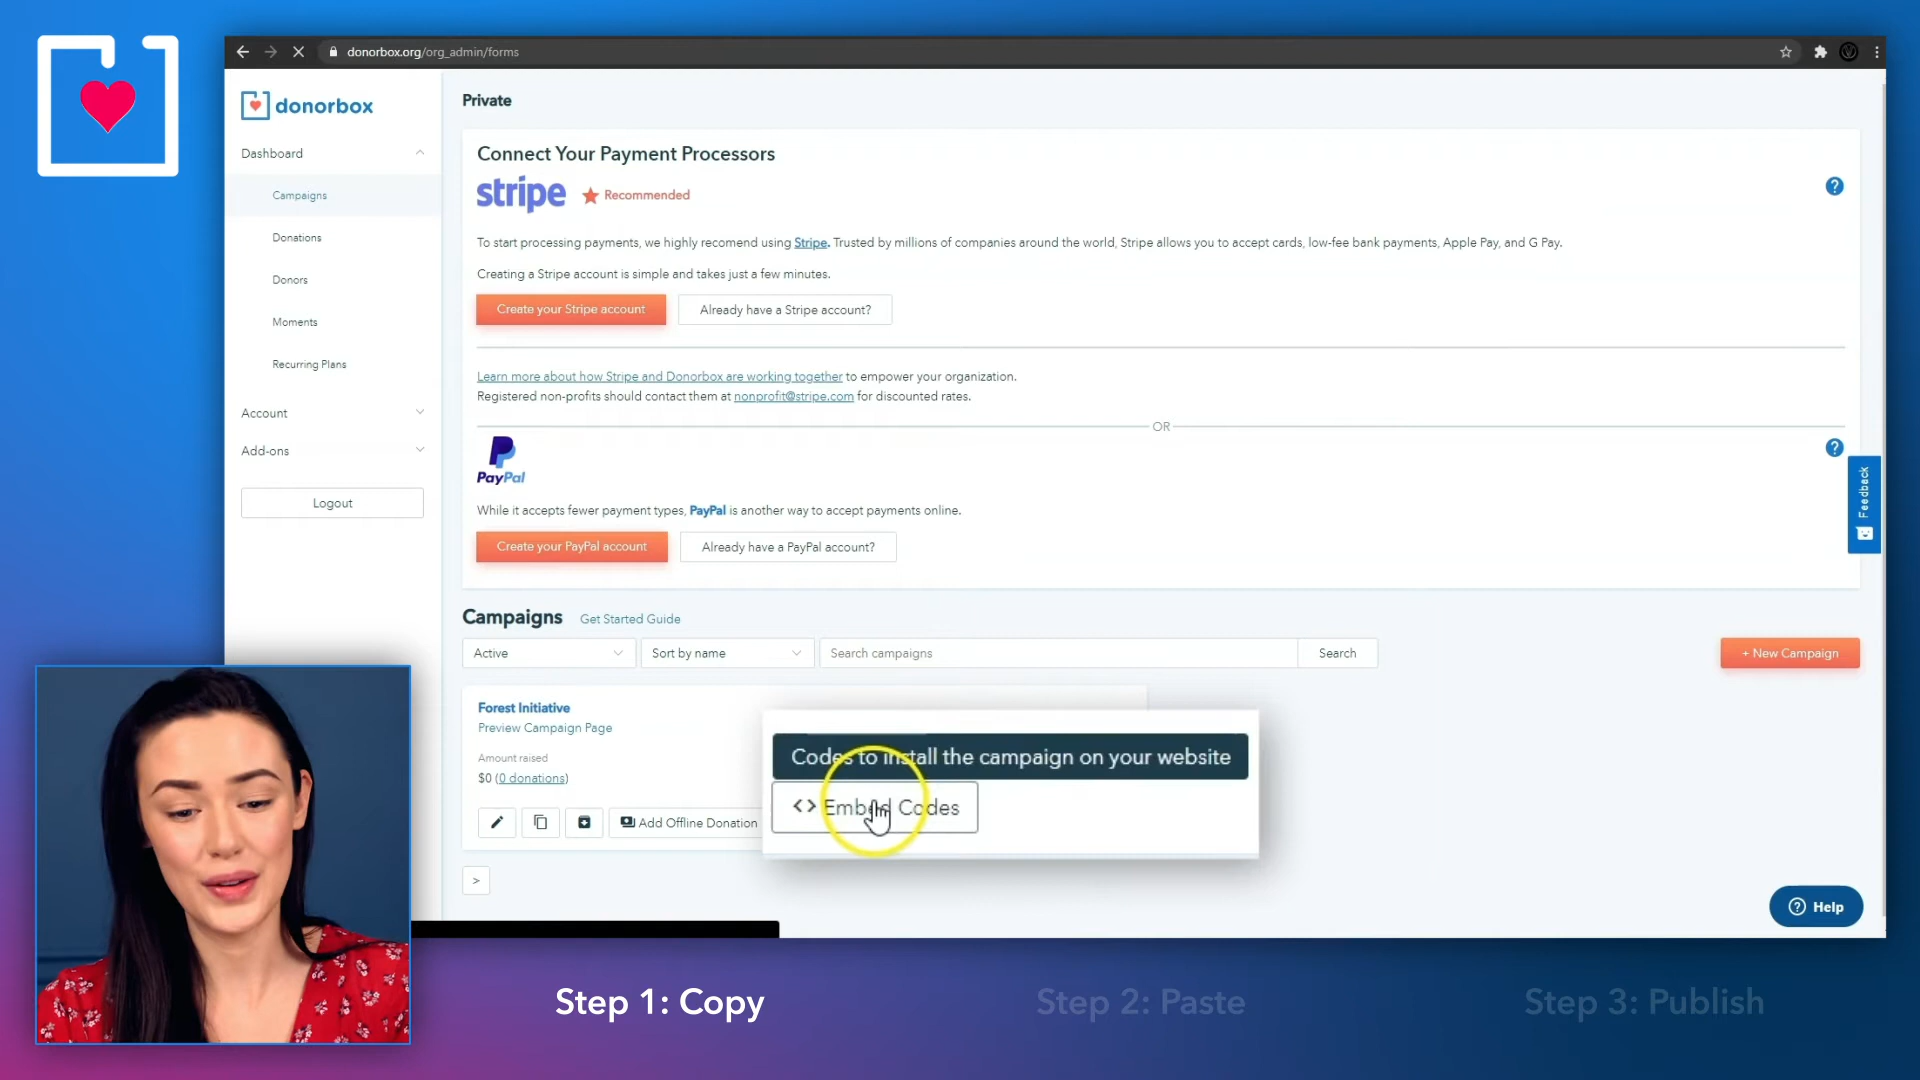 donorbox.org/org_admin/forms
donorbox
Dashboard
Campaigns
Donations
Donors
Moments
Recurring Plans
Account
Add-ons
Logout
Private
Connect Your Payment Processors
stripe Recommended
To start processing payments, we highly recomend using Stripe. Trusted by millions of companies around the world, Stripe allows you to accept cards, low-fee bank payments, Apple Pay, and G Pay.
Creating a Stripe account is simple and takes just a few minutes.
Create your Stripe account Already have a Stripe account?
Learn more about how Stripe and Donorbox are working together to empower your organization.
Registered non-profits should contact them at nonprofit@stripe.com for discounted rates.
OR
PayPal
While it accepts fewer payment types, PayPal is another way to accept payments online.
Create your PayPal account Already have a PayPal account?
Feedback
Campaigns Get Started Guide
Active Sort by name Search campaigns Search + New Campaign
Forest Initiative
Preview Campaign Page
Amount raised
$0 (0 donations)
Add Offline Donation
Codes to install the campaign on your website
<> Embed Codes
>
? Help
Step 1: Copy Step 2: Paste Step 3: Publish